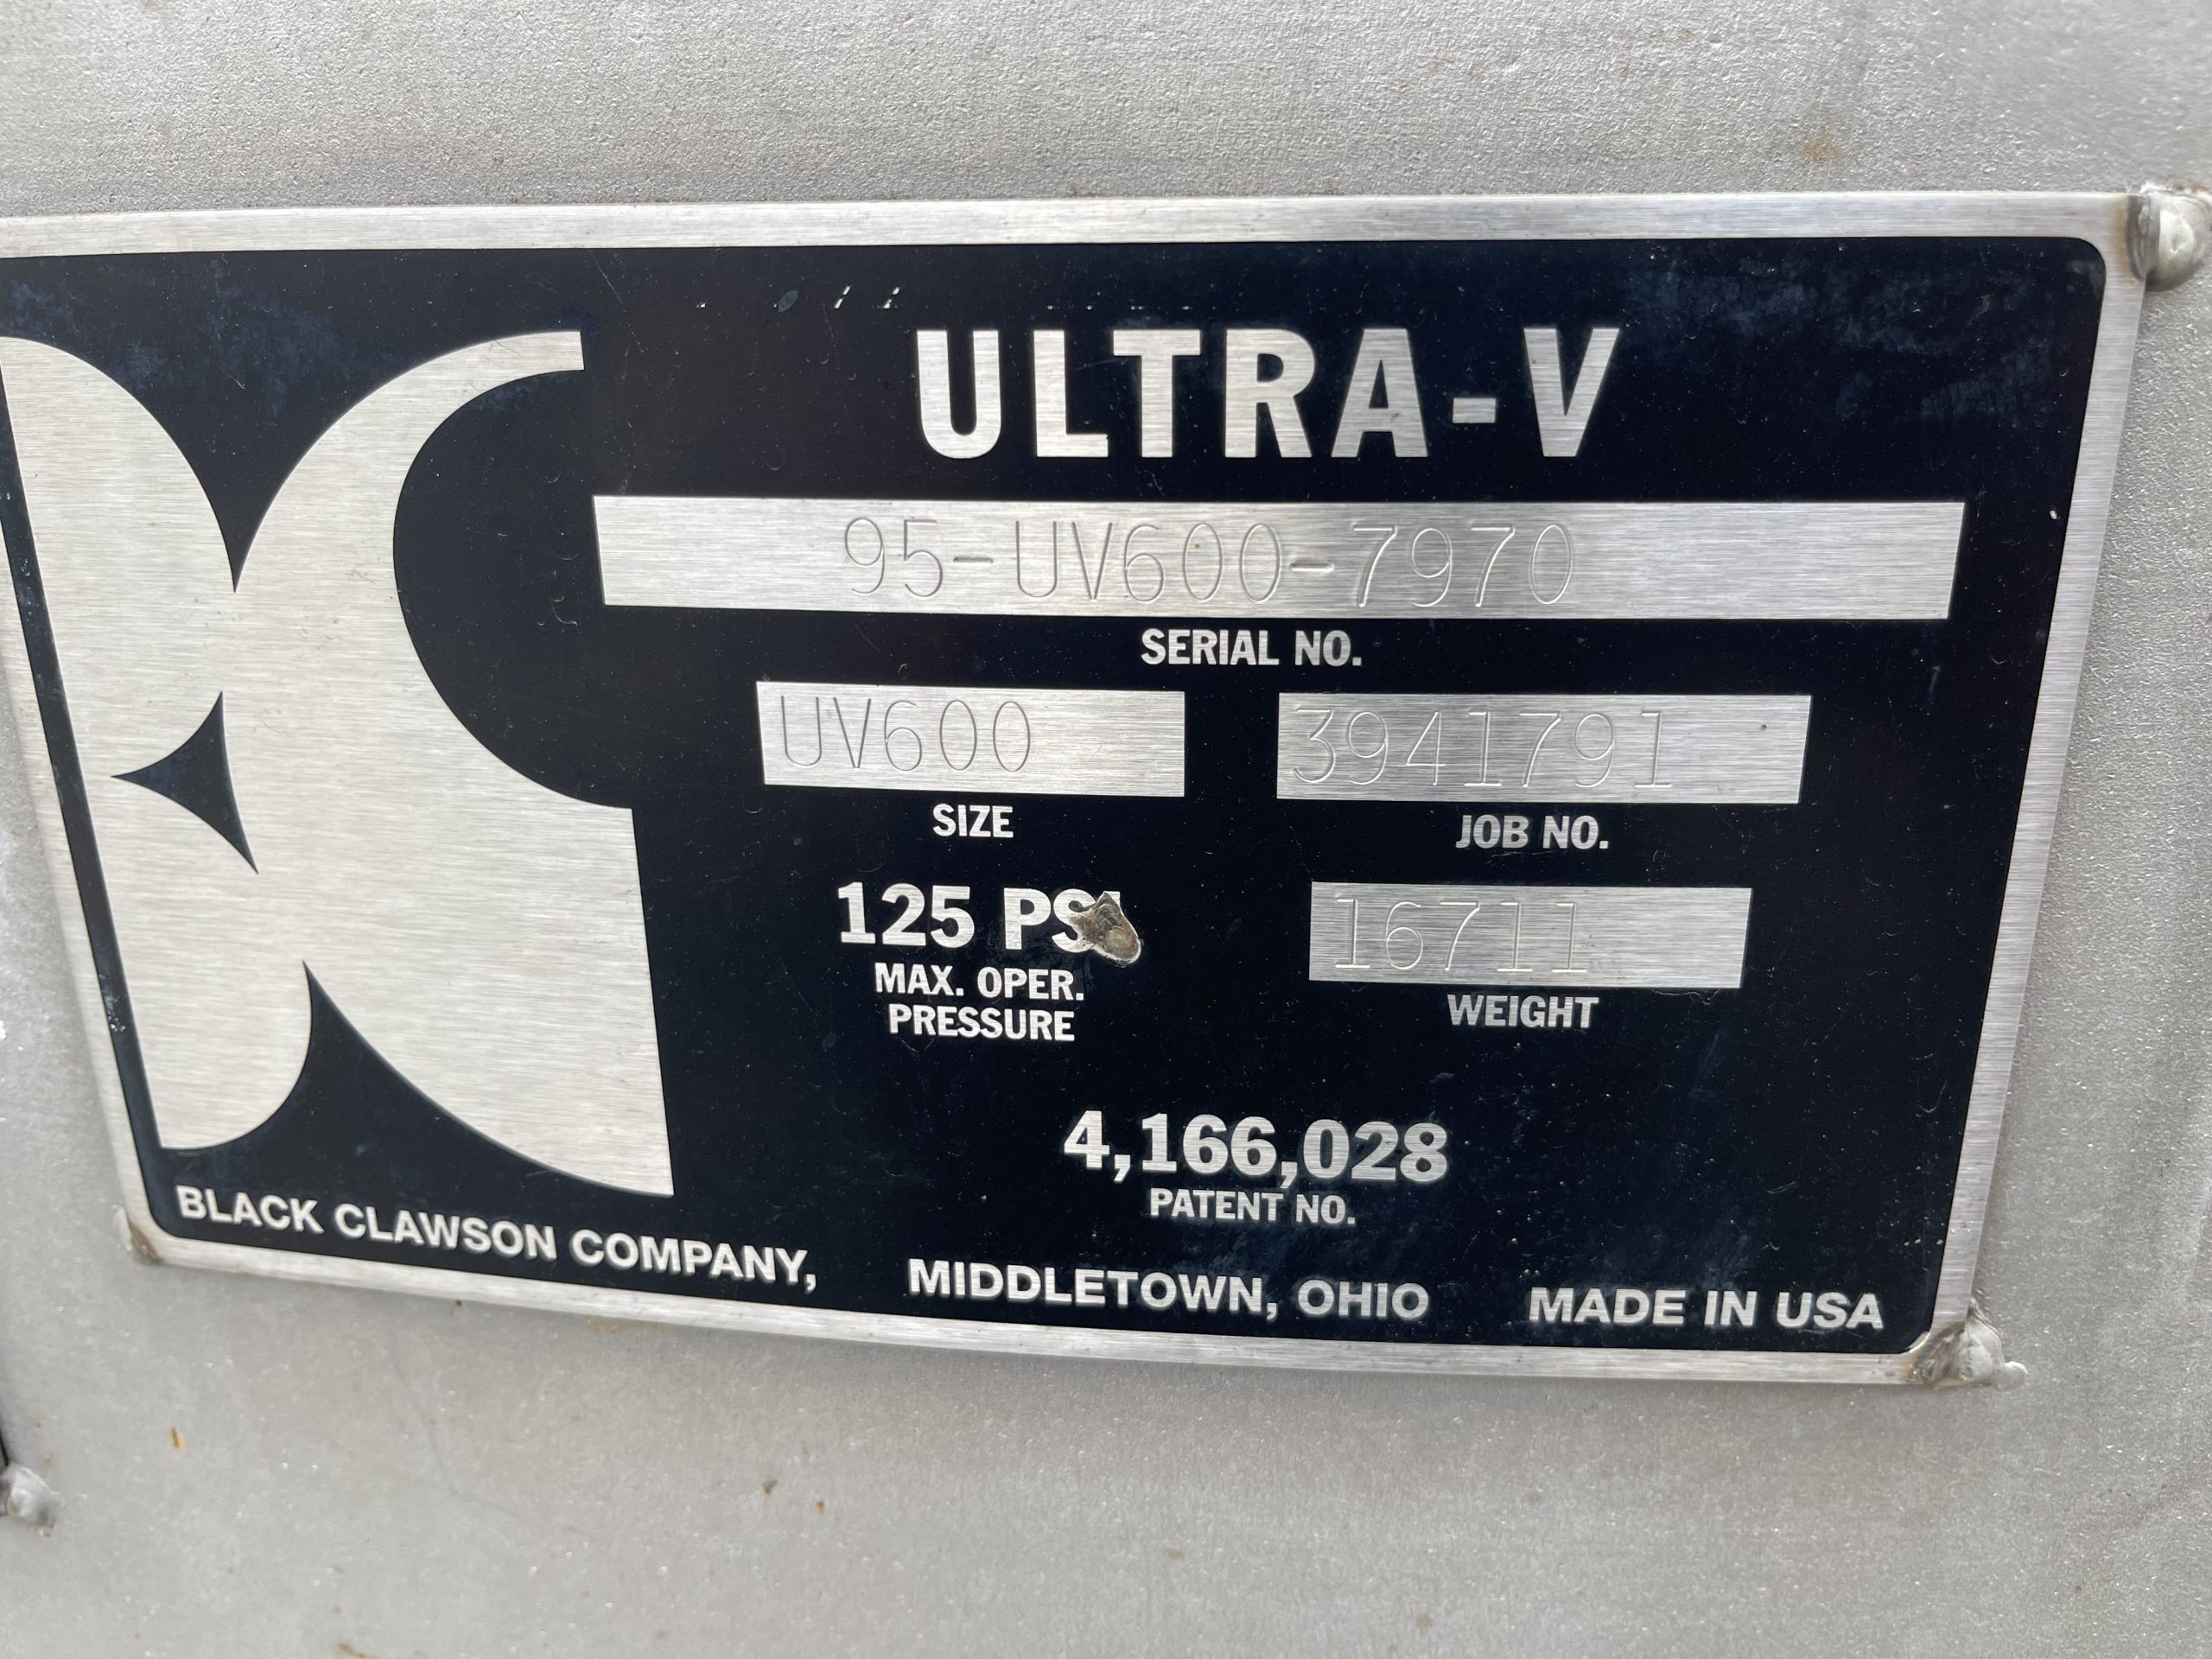 ULTRA-V
95-UV600-7970
SERIAL NO.
UV600 3941791
SIZE JOB NO.
125 PSI 16711
MAX. OPER.
PRESSURE
WEIGHT
4,166,028
PATENT NO.
BLACK CLAWSON COMPANY, MIDDLETOWN, OHIO MADE IN USA